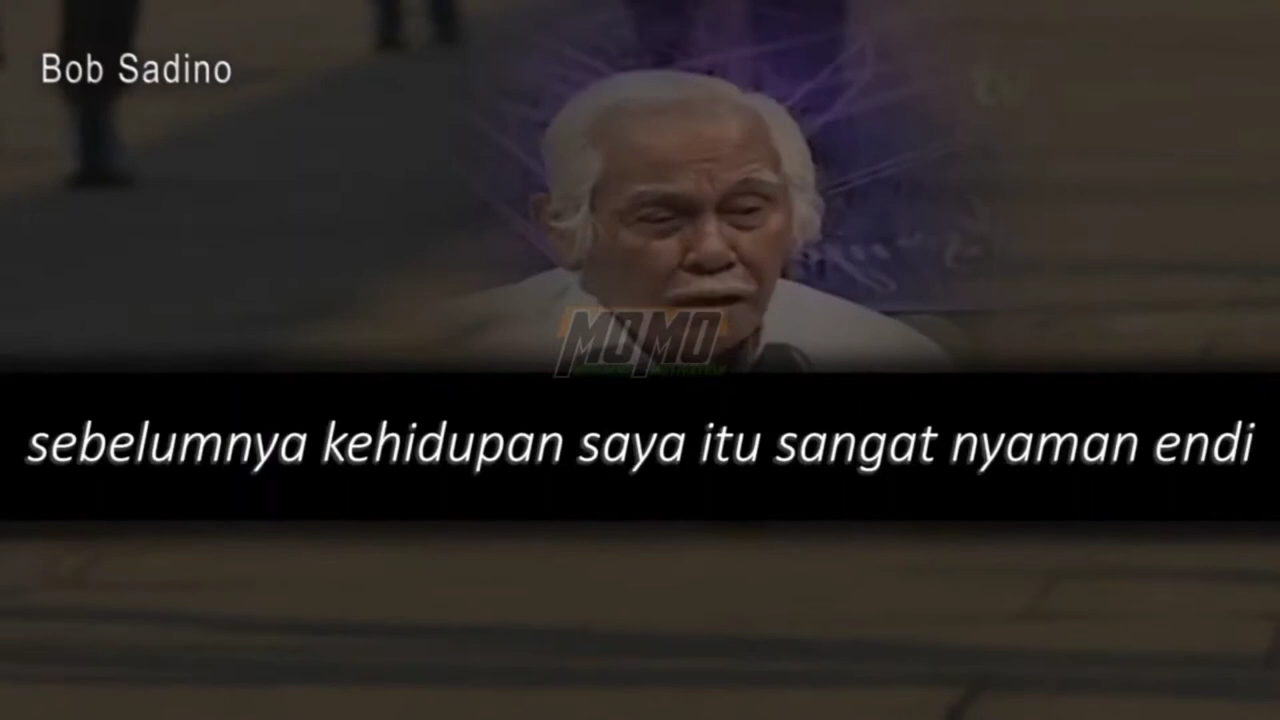 Bob Sadino
MOMO
sebelumnya kehidupan saya itu sangat nyaman endi